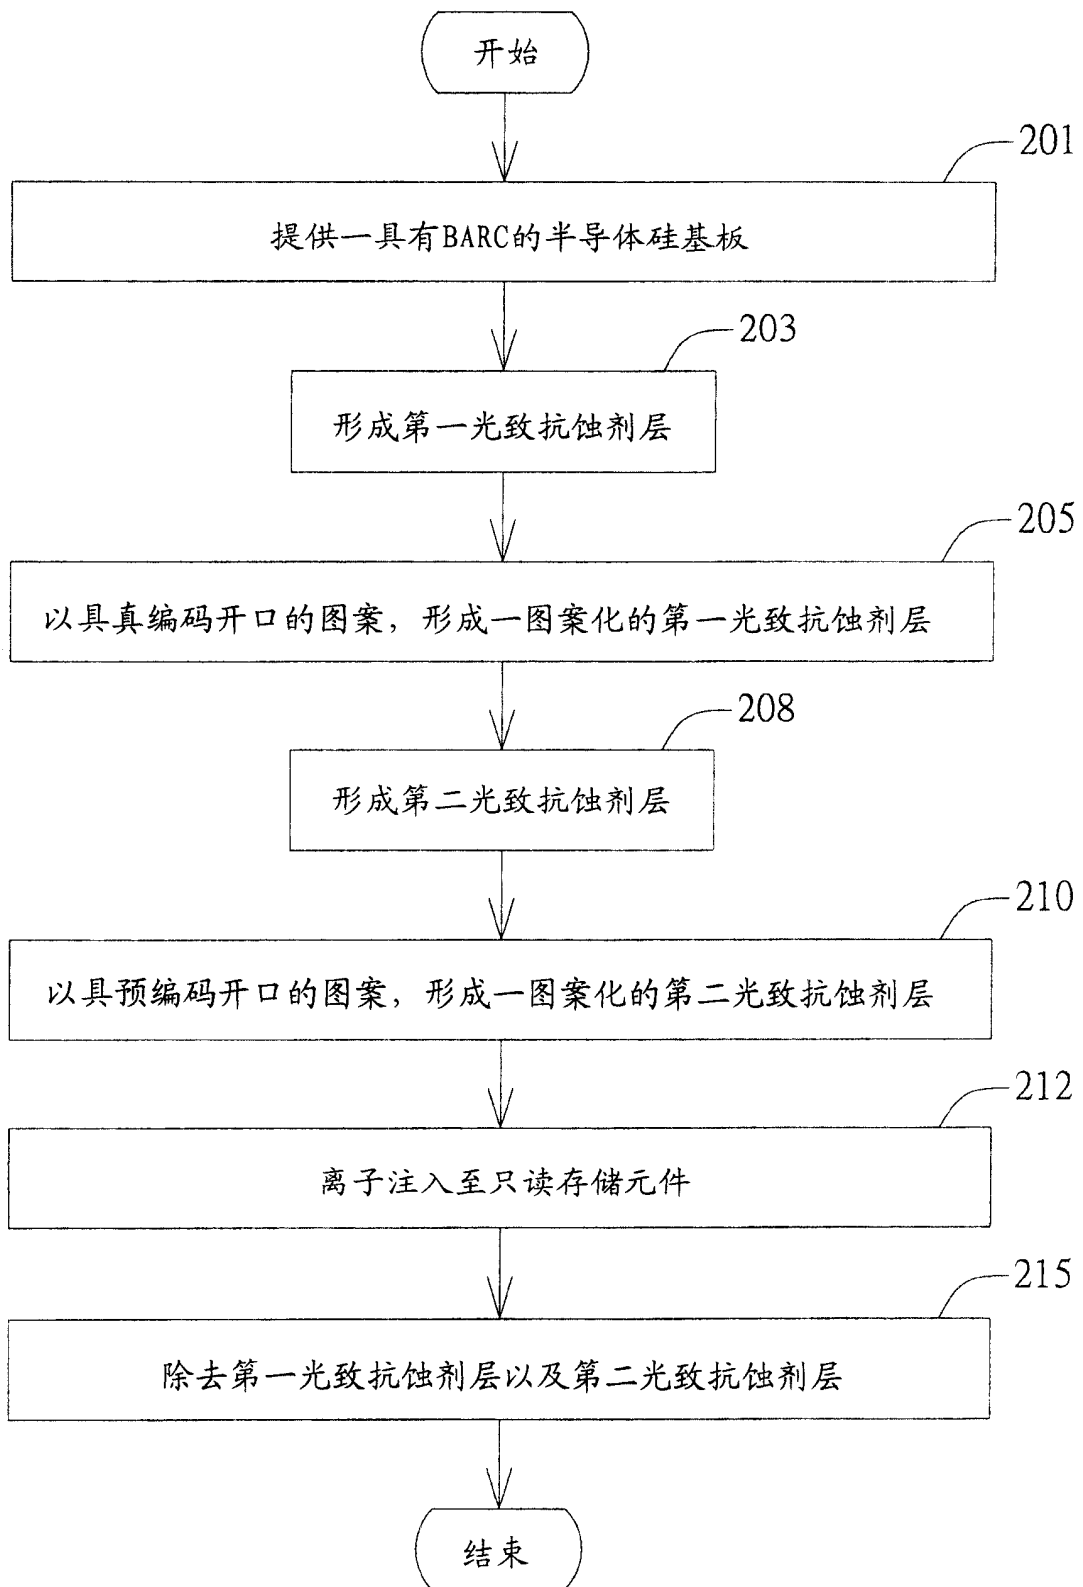 开始
201
提供一具有BARC的半导体硅基板
203
形成第一光致抗蚀剂层
205
以具真编码开口的图案，形成一图案化的第一光致抗蚀剂层
208
形成第二光致抗蚀剂层
210
以具预编码开口的图案，形成一图案化的第二光致抗蚀剂层
212
离子注入至只读存储元件
215
除去第一光致抗蚀剂层以及第二光致抗蚀剂层
结束